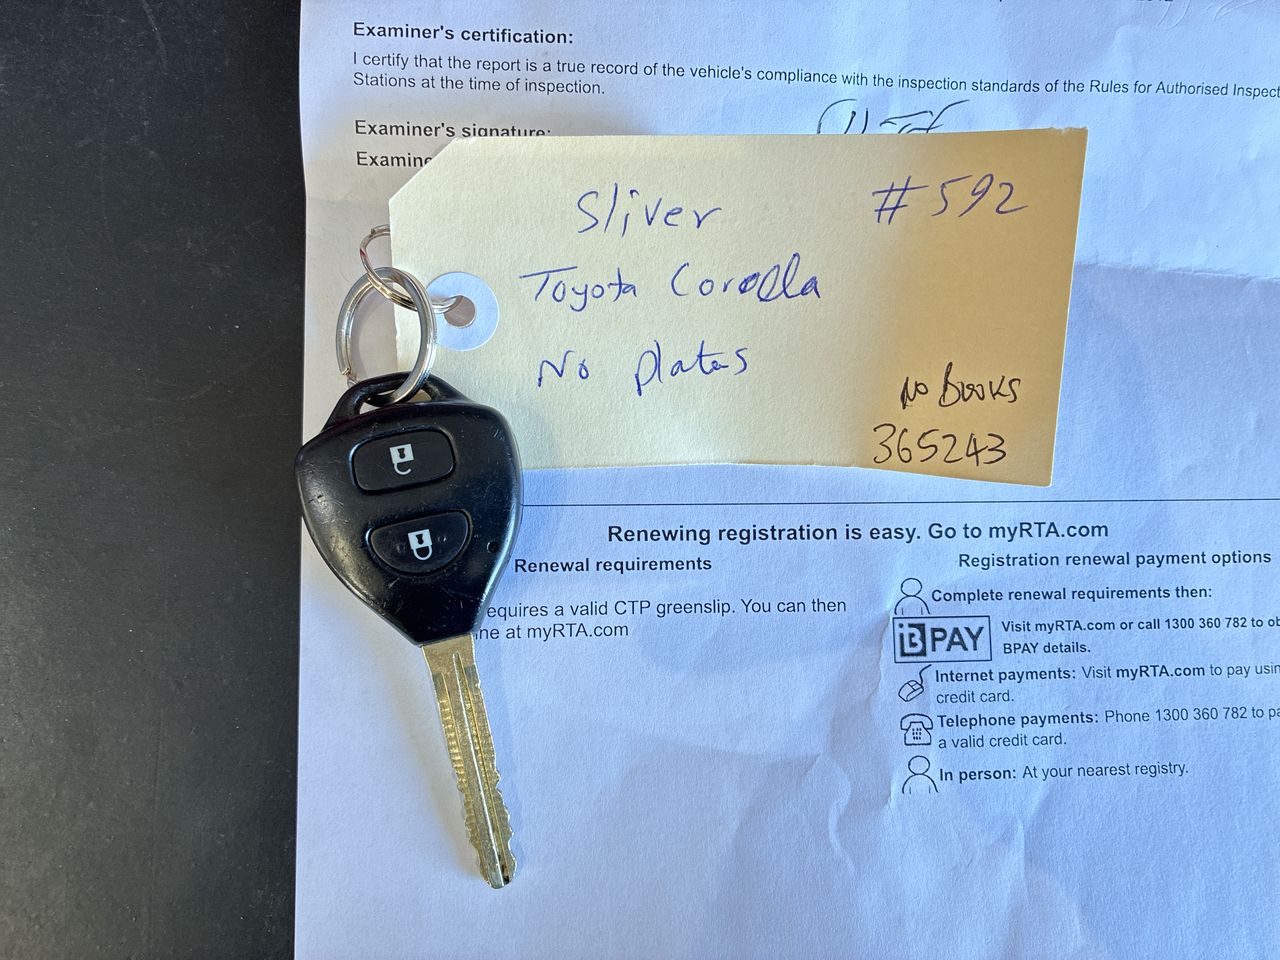 Examiner's certification:
I certify that the report is a true record of the vehicle's compliance with the inspection standards of the Rules for Authorised Inspect
Stations at the time of inspection.
Examiner's signature:
Examine
Sliver
#592
Toyota Corolla
No plates
No Books
365243
Renewing registration is easy. Go to myRTA.com
Renewal requirements
equires a valid CTP greenslip. You can then
ine at myRTA.com
Registration renewal payment options
Complete renewal requirements then:
BPAY
Visit myRTA.com or call 1300 360 782 to ob
BPAY details.
Internet payments: Visit myRTA.com to pay usin
credit card.
Telephone payments: Phone 1300 360 782 to pa
a valid credit card.
In person: At your nearest registry.